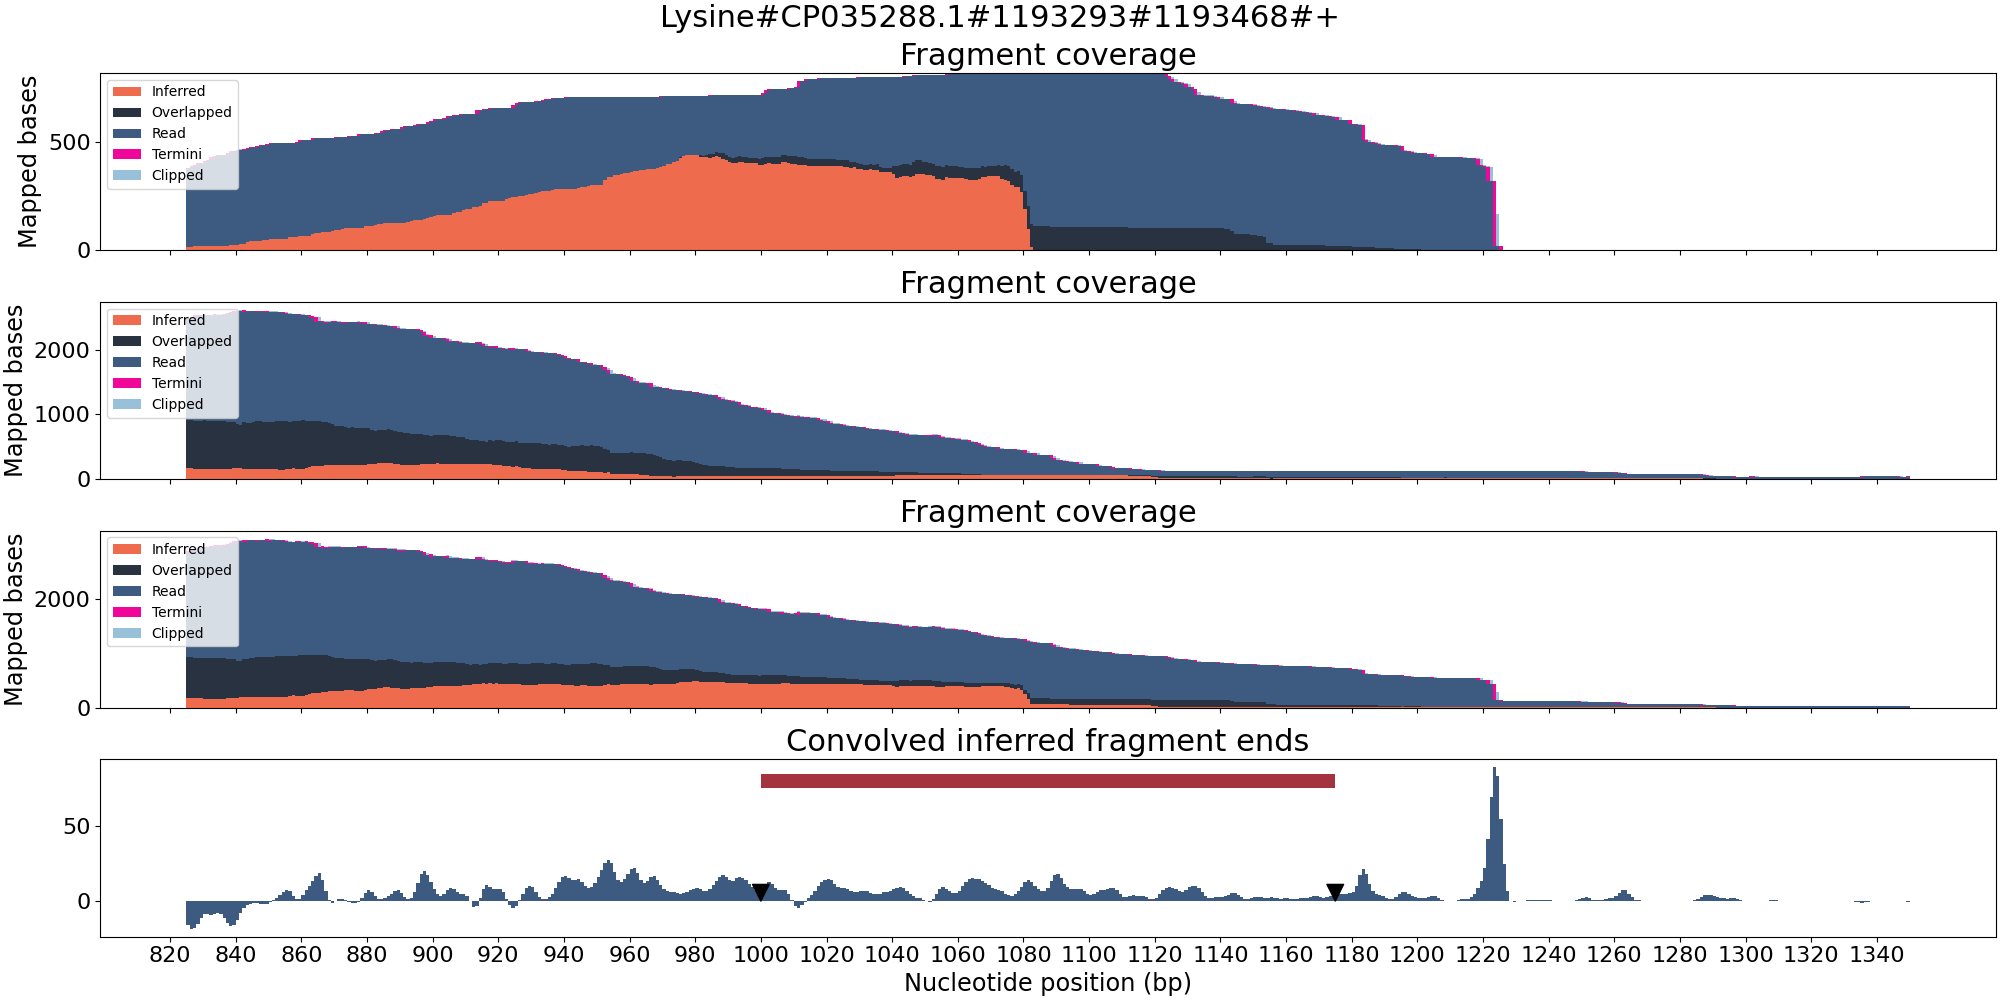 Lysine#CP035288.1#1193293#1193468#+
Fragment coverage
Mapped bases
500
0
Inferred
Overlapped
Read
Termini
Clipped
Fragment coverage
Mapped bases
2000
1000
0
Inferred
Overlapped
Read
Termini
Clipped
Fragment coverage
Mapped bases
2000
0
Inferred
Overlapped
Read
Termini
Clipped
Convolved inferred fragment ends
50
0
820 840 860 880 900 920 940 960 980 1000 1020 1040 1060 1080 1100 1120 1140 1160 1180 1200 1220 1240 1260 1280 1300 1320 1340
Nucleotide position (bp)